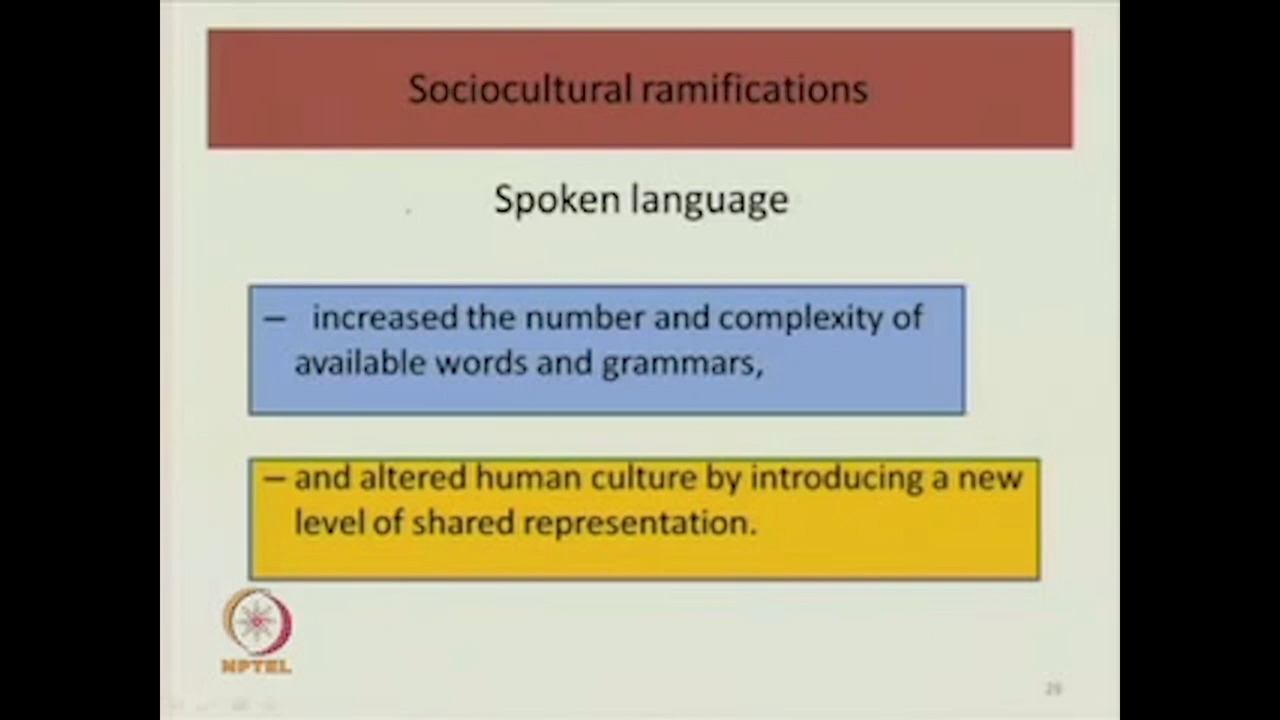 Sociocultural ramifications
Spoken language
– increased the number and complexity of
available words and grammars,
– and altered human culture by introducing a new
level of shared representation.
NPTEL